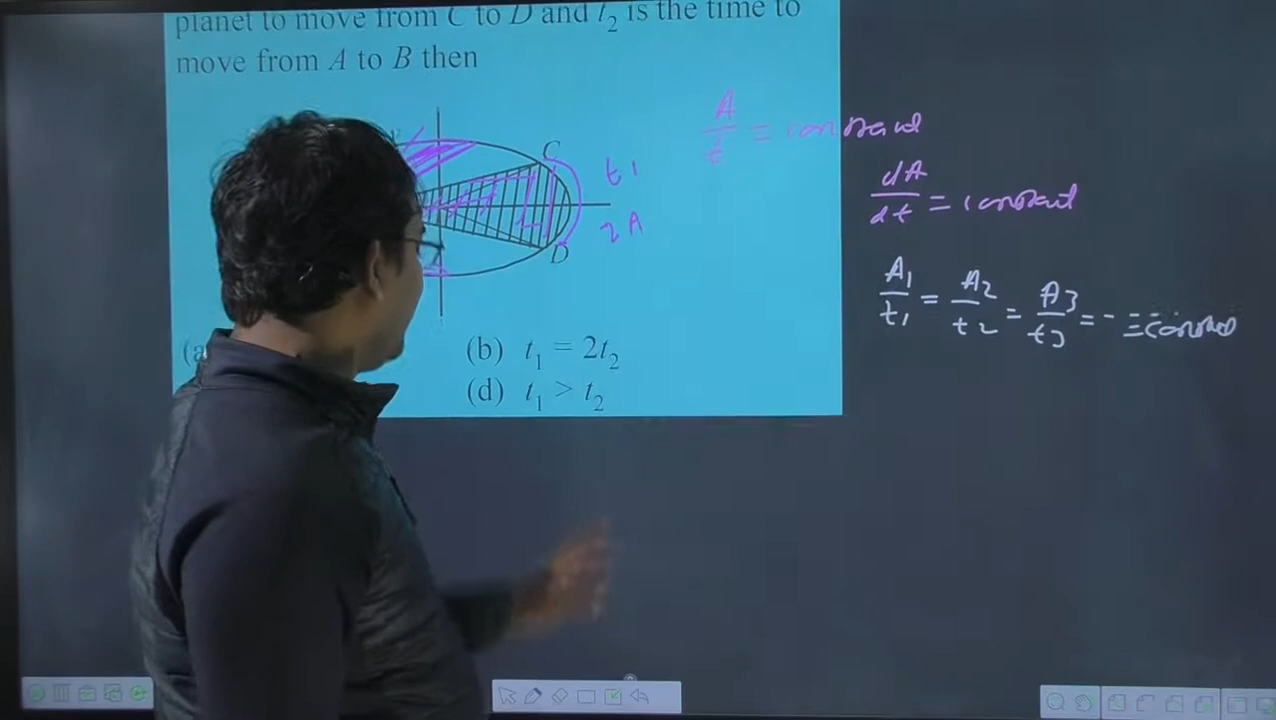 planet to move from C to D and t2 is the time to
move from A to B then
C
t1
2A
D
A/t = constant
dA/dt = constant
A1/t1 = A2/t2 = A3/t3 = - - - = constant
(a
(b) t1 = 2t2
(d) t1 > t2